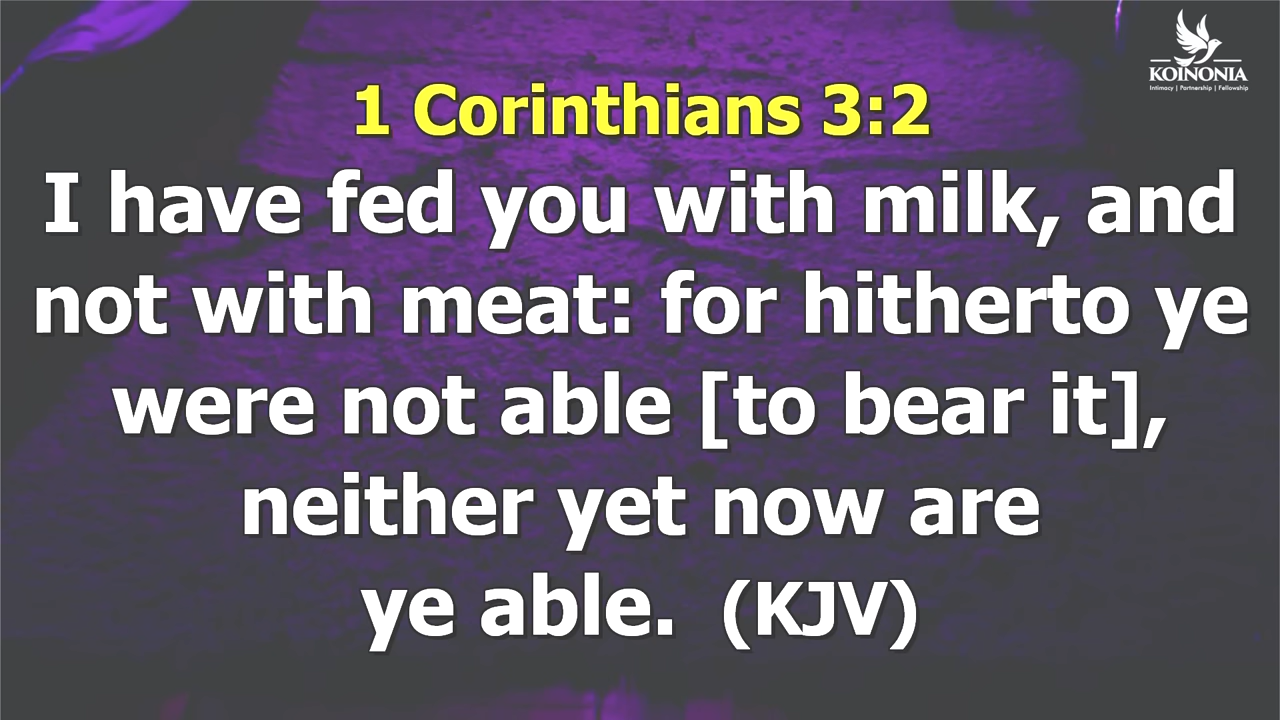 KOINONIA
Intimacy | Partnership | Fellowship
1 Corinthians 3:2
I have fed you with milk, and
not with meat: for hitherto ye
were not able [to bear it],
neither yet now are
ye able. (KJV)